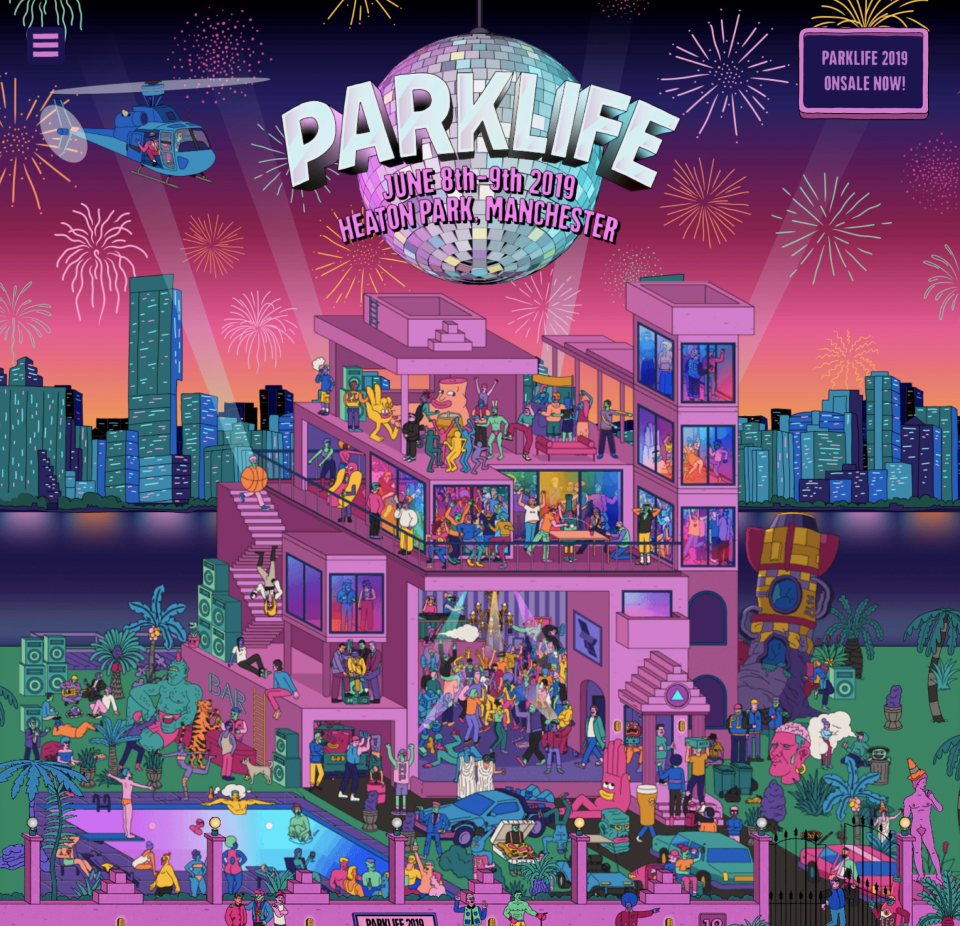 PARKLIFE
JUNE 8th-9th 2019
HEATON PARK, MANCHESTER
PARKLIFE 2019
ONSALE NOW!
BAR
PARKLIFE 2019